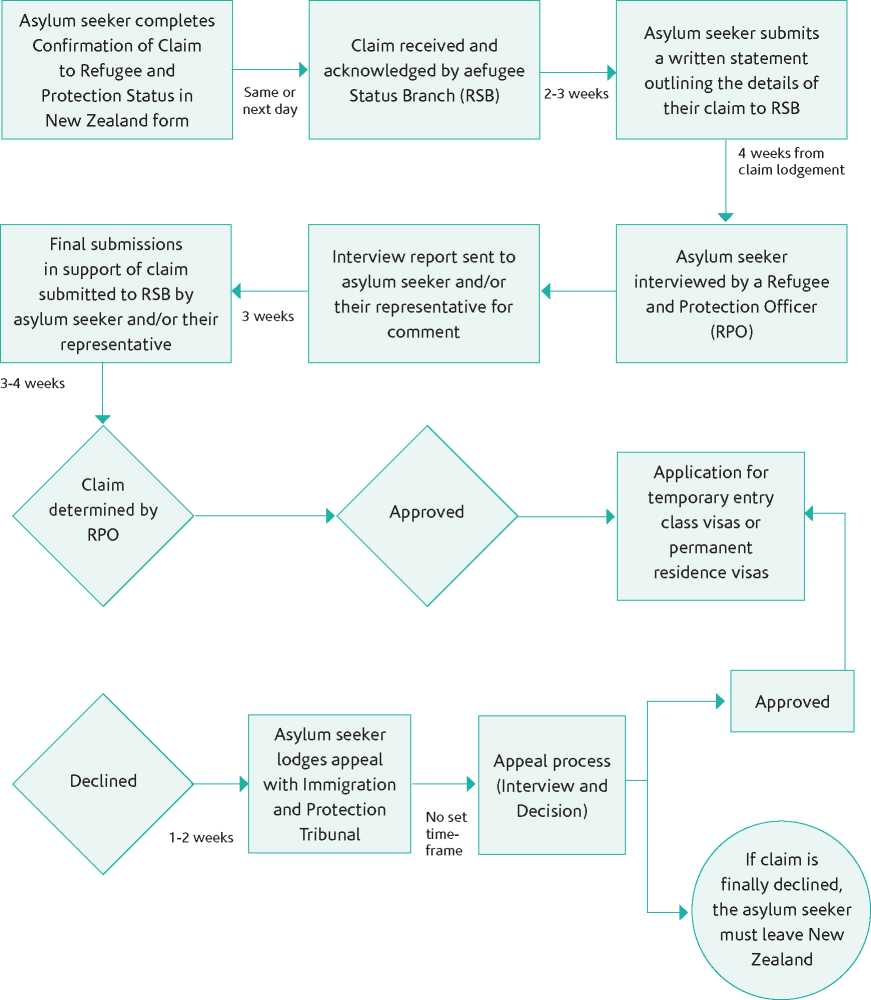 Asylum seeker completes
Confirmation of Claim
to Refugee and
Protection Status in
New Zealand form
Same or
next day
Claim received and
acknowledged by aefugee
Status Branch (RSB)
2-3 weeks
Asylum seeker submits
a written statement
outlining the details of
their claim to RSB
4 weeks from
claim lodgement
Asylum seeker
interviewed by a Refugee
and Protection Officer
(RPO)
Interview report sent to
asylum seeker and/or
their representative for
comment
3 weeks
Final submissions
in support of claim
submitted to RSB by
asylum seeker and/or their
representative
3-4 weeks
Claim
determined by
RPO
Approved
Application for
temporary entry
class visas or
permanent
residence visas
Declined
1-2 weeks
Asylum seeker
lodges appeal
with Immigration
and Protection
Tribunal
No set
time-
frame
Appeal process
(Interview and
Decision)
Approved
If claim is
finally declined,
the asylum seeker
must leave New
Zealand